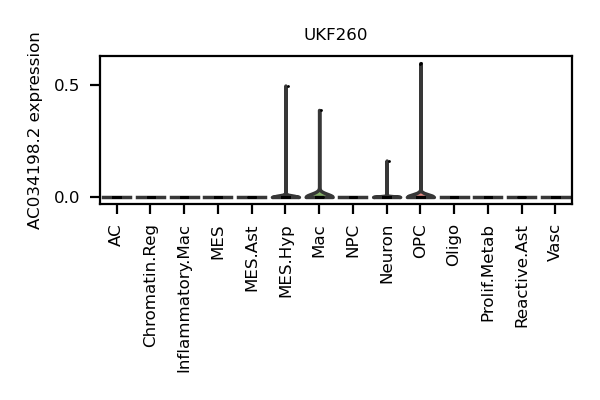 UKF260
AC034198.2 expression
0.5
0.0
AC
Chromatin.Reg
Inflammatory.Mac
MES
MES.Ast
MES.Hyp
Mac
NPC
Neuron
OPC
Oligo
Prolif.Metab
Reactive.Ast
Vasc